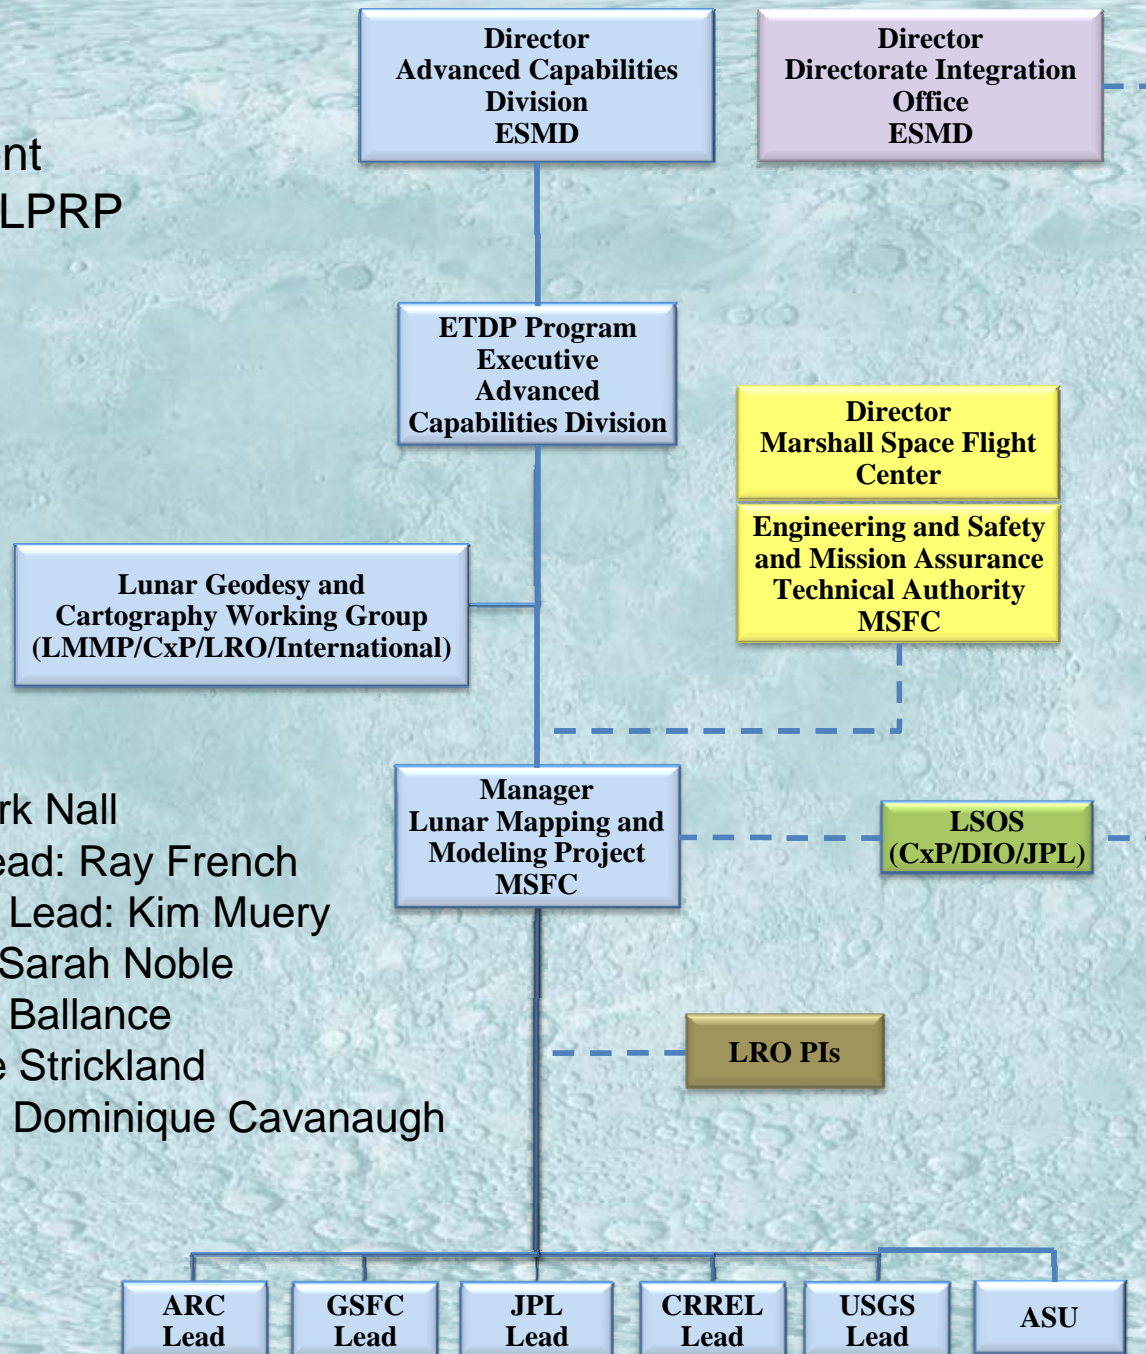 Director
Advanced Capabilities
Division
ESMD
Director
Directorate Integration
Office
ESMD
LPRP
ETDP Program
Executive
Advanced
Capabilities Division
Director
Marshall Space Flight
Center
Engineering and Safety
and Mission Assurance
Technical Authority
MSFC
Lunar Geodesy and
Cartography Working Group
(LMMP/CxP/LRO/International)
Manager
Lunar Mapping and
Modeling Project
MSFC
LSOS
(CxP/DIO/JPL)
Nall
Ray French
Lead: Kim Muery
Sarah Noble
Ballance
Strickland
Dominique Cavanaugh
LRO PIs
ARC
Lead
GSFC
Lead
JPL
Lead
CRREL
Lead
USGS
Lead
ASU